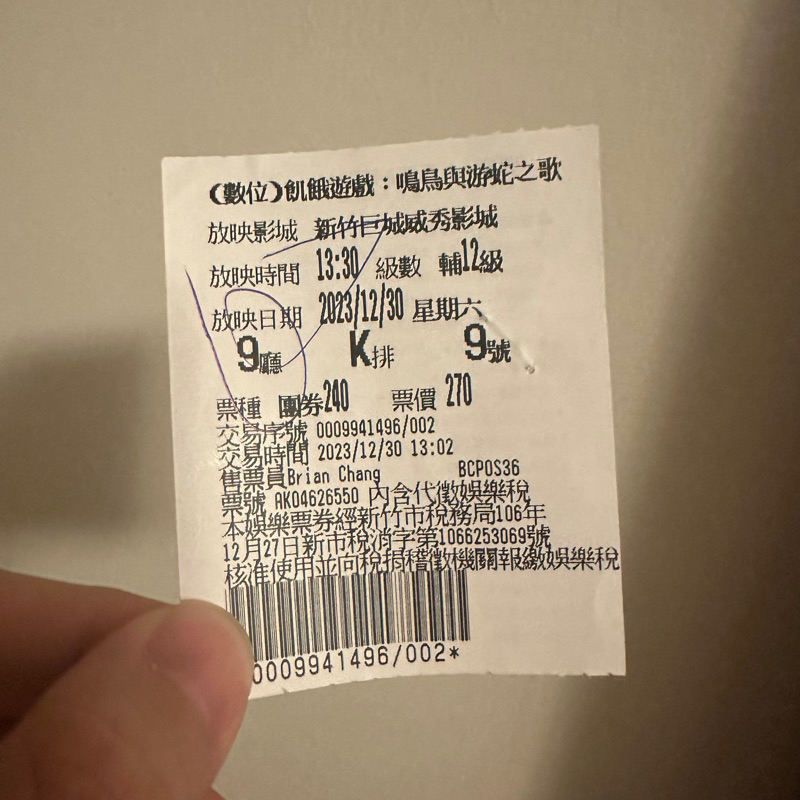 (數位)飢餓遊戲：鳴鳥與游蛇之歌
放映影城 新竹巨城威秀影城
放映時間 13:30 級數 輔12級
放映日期 2023/12/30 星期六
9廳 K排 9號
票種 團券240 票價 270
交易序號 0009941496/002
交易時間 2023/12/30 13:02
售票員Brian Chang BCPOS36
票號 AK04626550 內含代徵娛樂稅
本娛樂票券經新竹市稅務局106年
12月27日新市稅消字第1066253069號
核准使用並向稅捐稽徵機關報繳娛樂稅
0009941496/002*